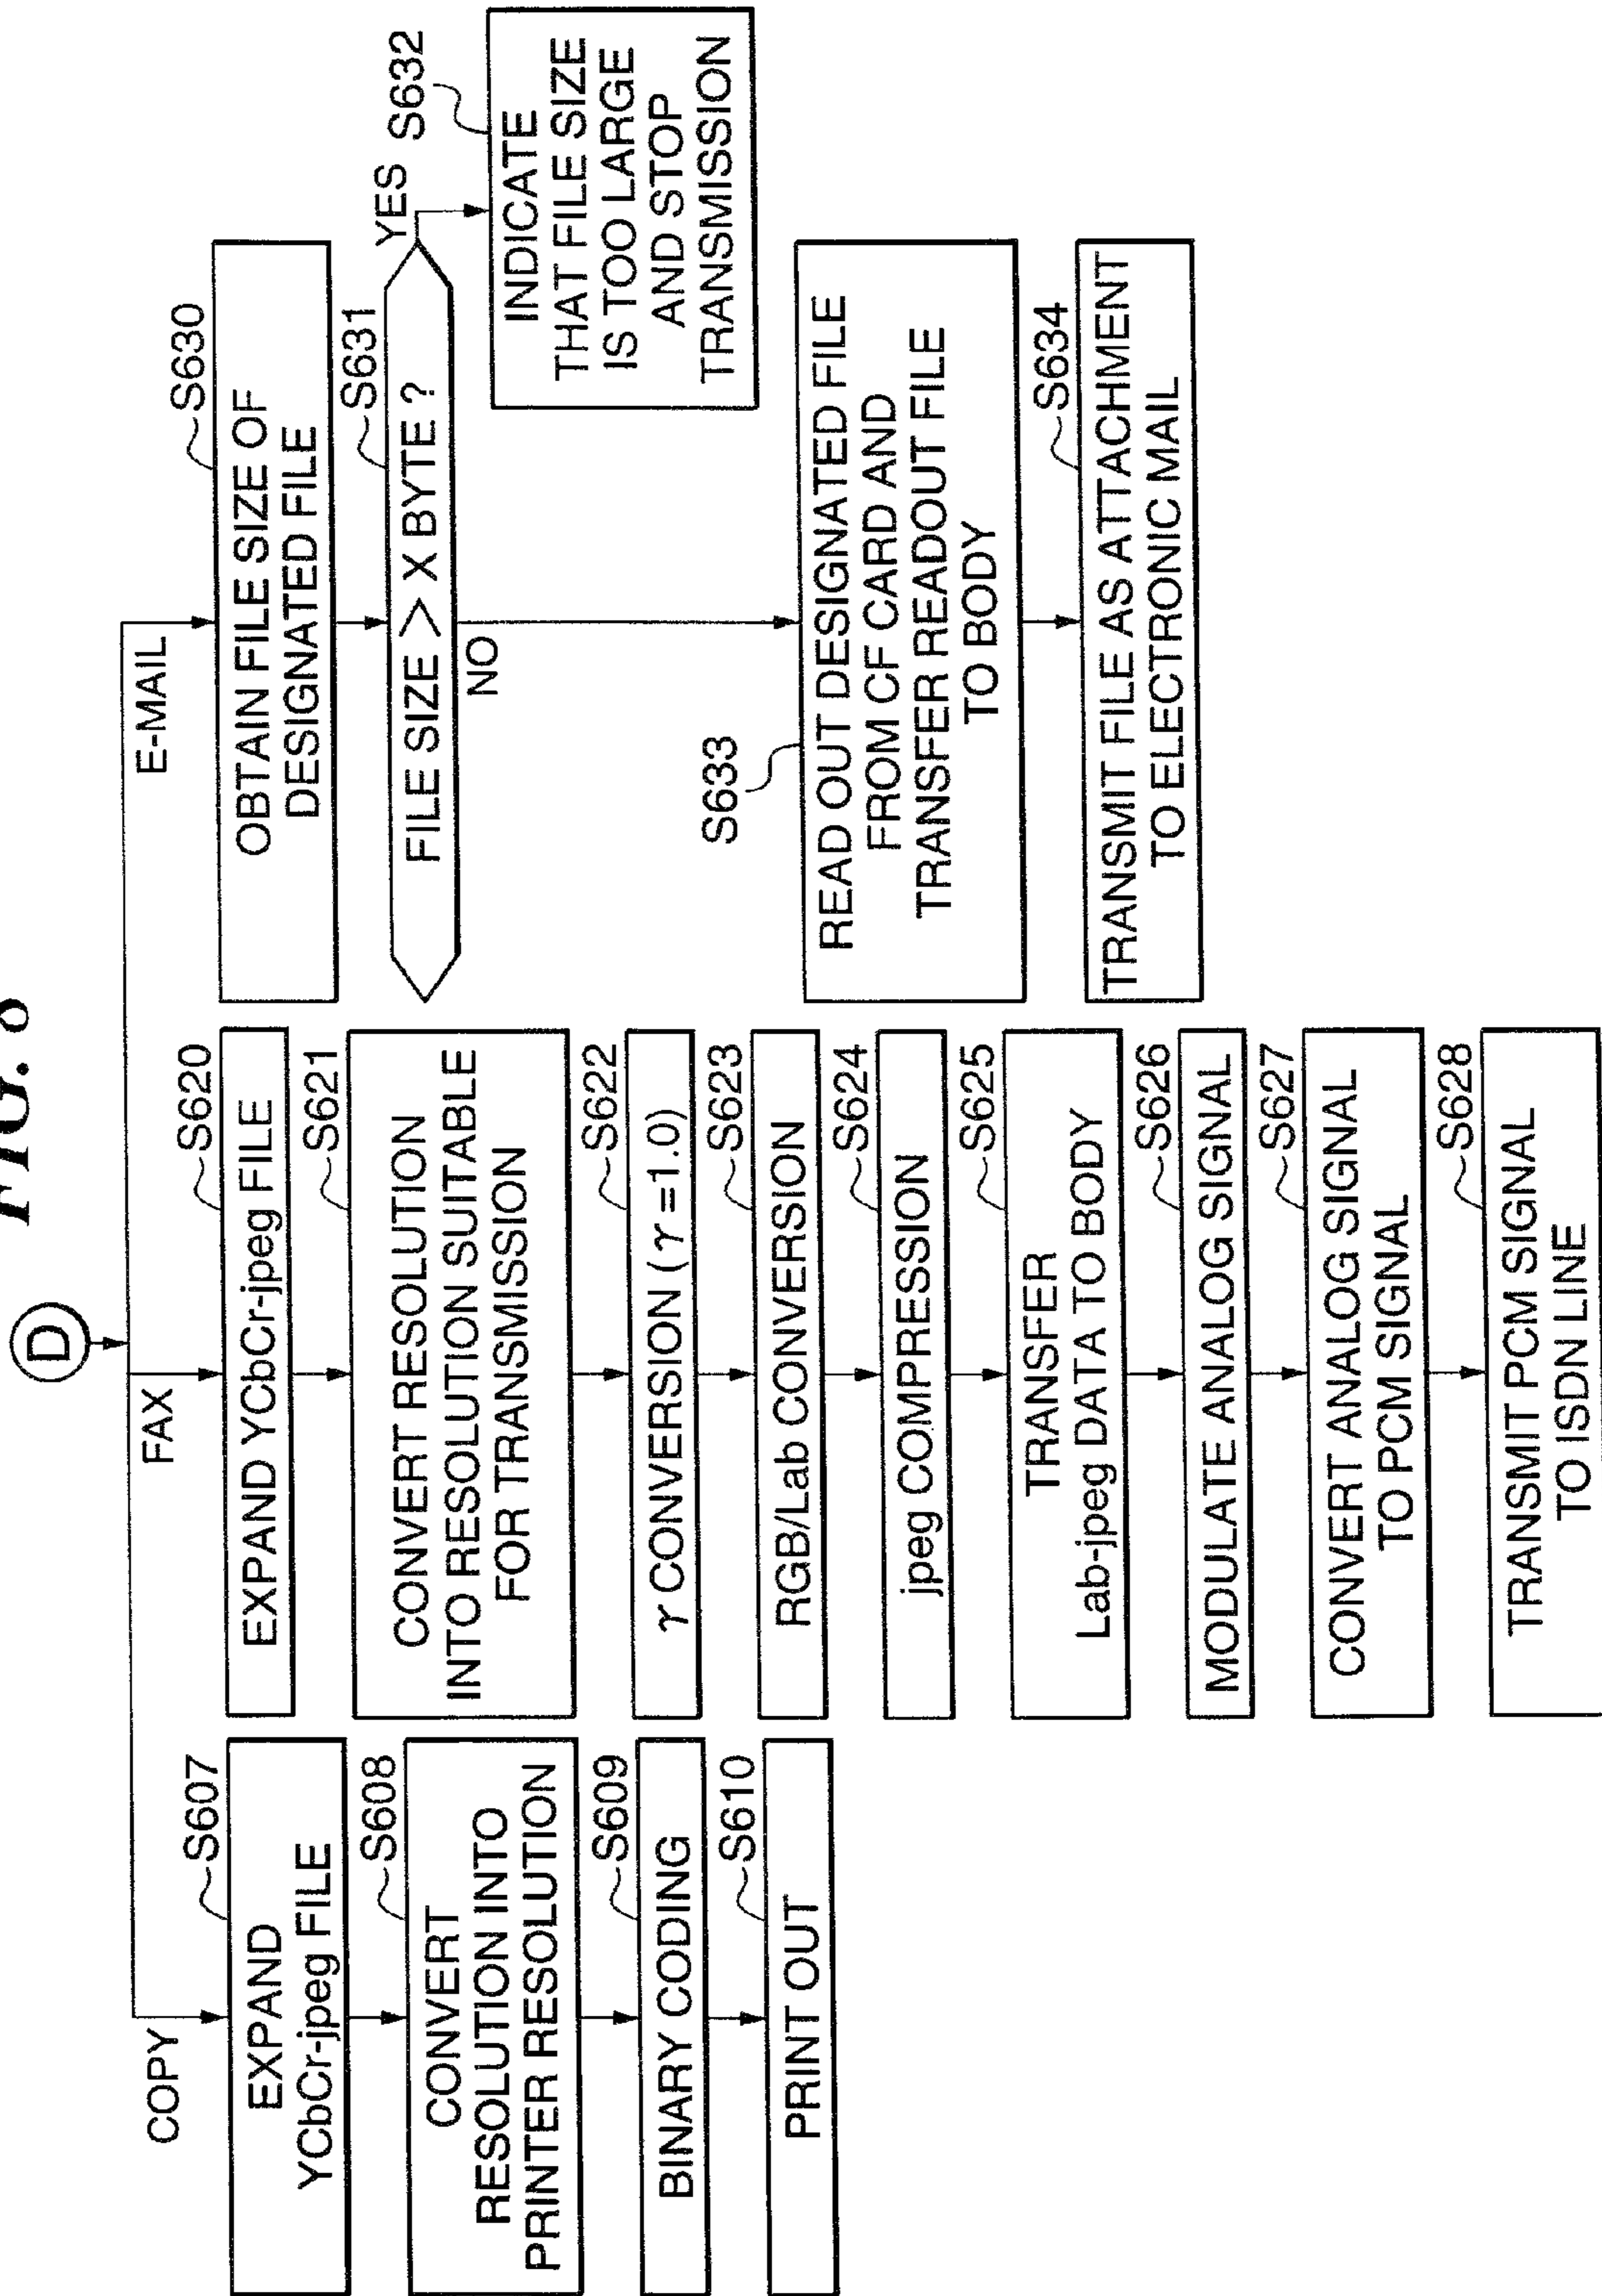 FIG. 8
D
COPY
S607
EXPAND
YCbCr-jpeg FILE
S608
CONVERT
RESOLUTION INTO
PRINTER RESOLUTION
S609
BINARY CODING
S610
PRINT OUT
FAX
S620
EXPAND YCbCr-jpeg FILE
S621
CONVERT RESOLUTION
INTO RESOLUTION SUITABLE
FOR TRANSMISSION
S622
γ CONVERSION (γ =1.0)
S623
RGB/Lab CONVERSION
S624
jpeg COMPRESSION
S625
TRANSFER
Lab-jpeg DATA TO BODY
S626
MODULATE ANALOG SIGNAL
S627
CONVERT ANALOG SIGNAL
TO PCM SIGNAL
S628
TRANSMIT PCM SIGNAL
TO ISDN LINE
E-MAIL
S630
OBTAIN FILE SIZE OF
DESIGNATED FILE
S631
FILE SIZE > X BYTE ?
YES
S632
INDICATE
THAT FILE SIZE
IS TOO LARGE
AND STOP
TRANSMISSION
NO
S633
READ OUT DESIGNATED FILE
FROM CF CARD AND
TRANSFER READOUT FILE
TO BODY
S634
TRANSMIT FILE AS ATTACHMENT
TO ELECTRONIC MAIL